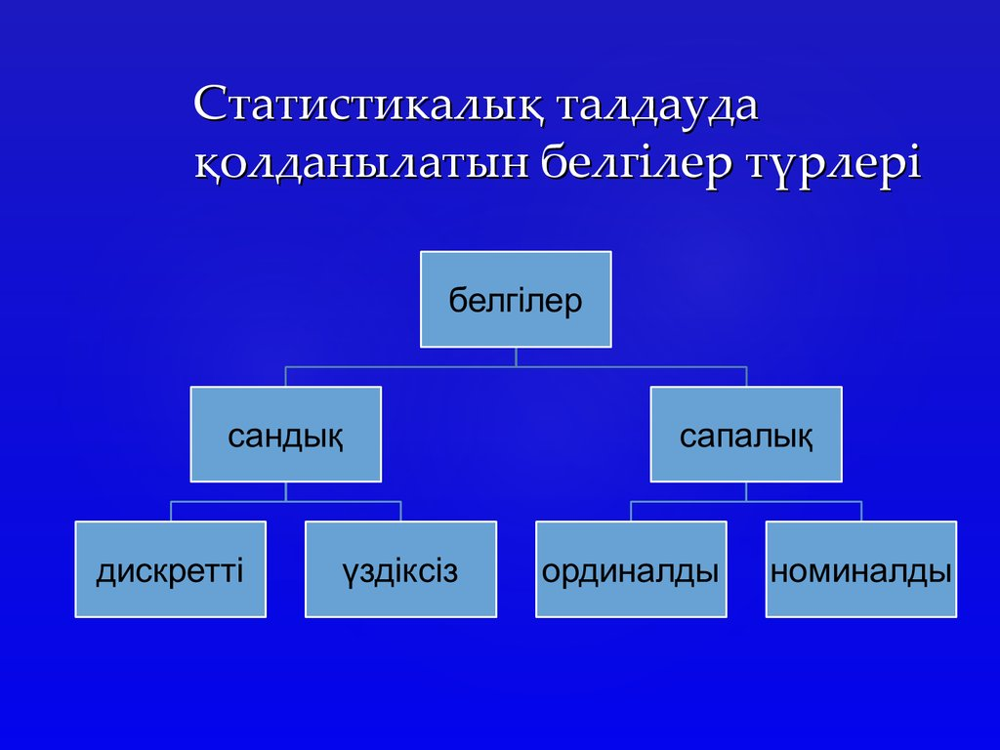 Статистикалық талдауда
қолданылатын белгілер түрлері
белгілер
сандық
сапалық
дискретті
үздіксіз
ординалды
номиналды